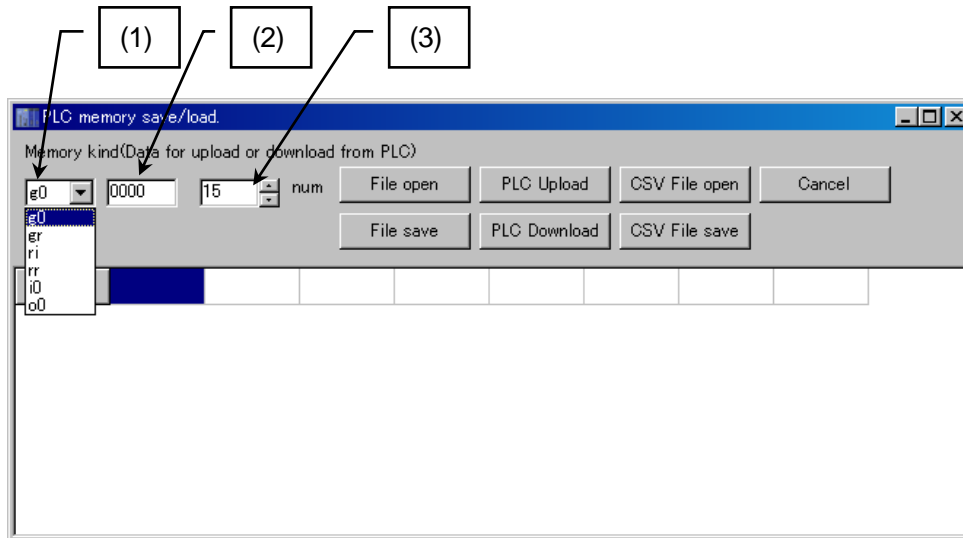 (1) (2) (3)
PLC memory save/load.
Memory kind(Data for upload or download from PLC)
g0 0000 15 num File open PLC Upload CSV File open Cancel
File save PLC Download CSV File save
g0
gr
ri
rr
i0
o0